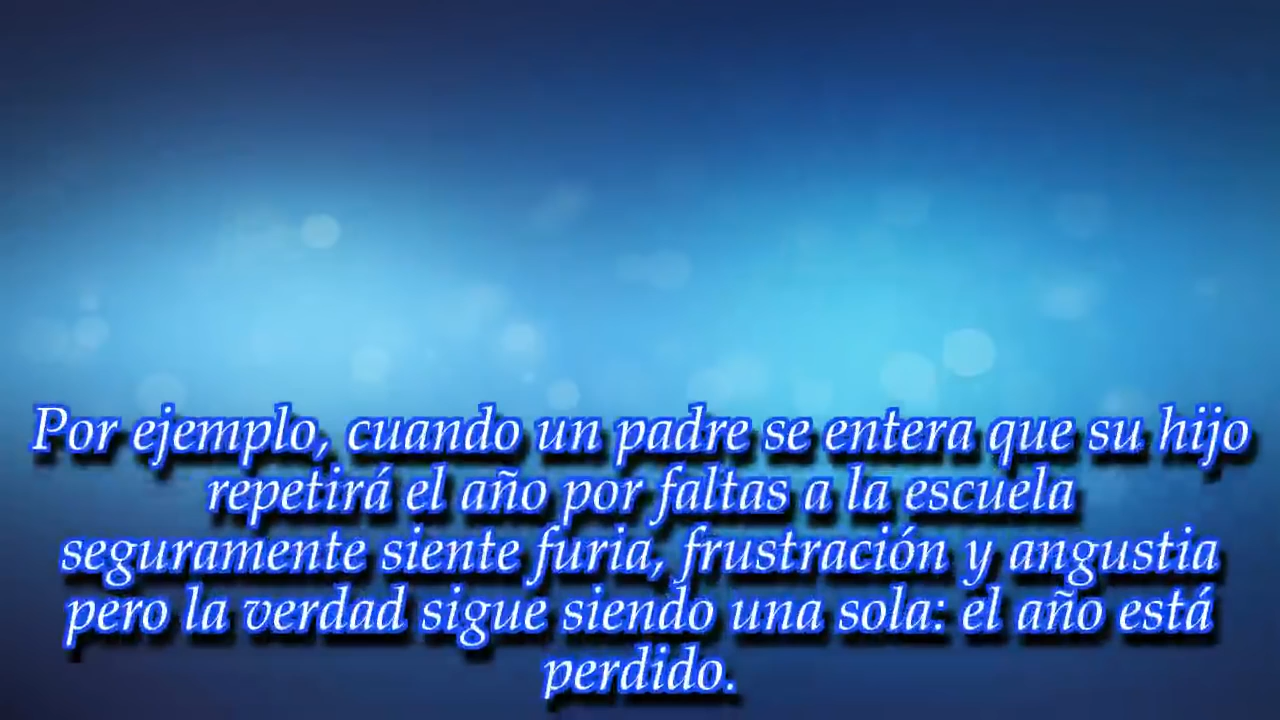 Por ejemplo, cuando un padre se entera que su hijo
repetirá el año por faltas a la escuela
seguramente siente furia, frustración y angustia
pero la verdad sigue siendo una sola: el año está
perdido.